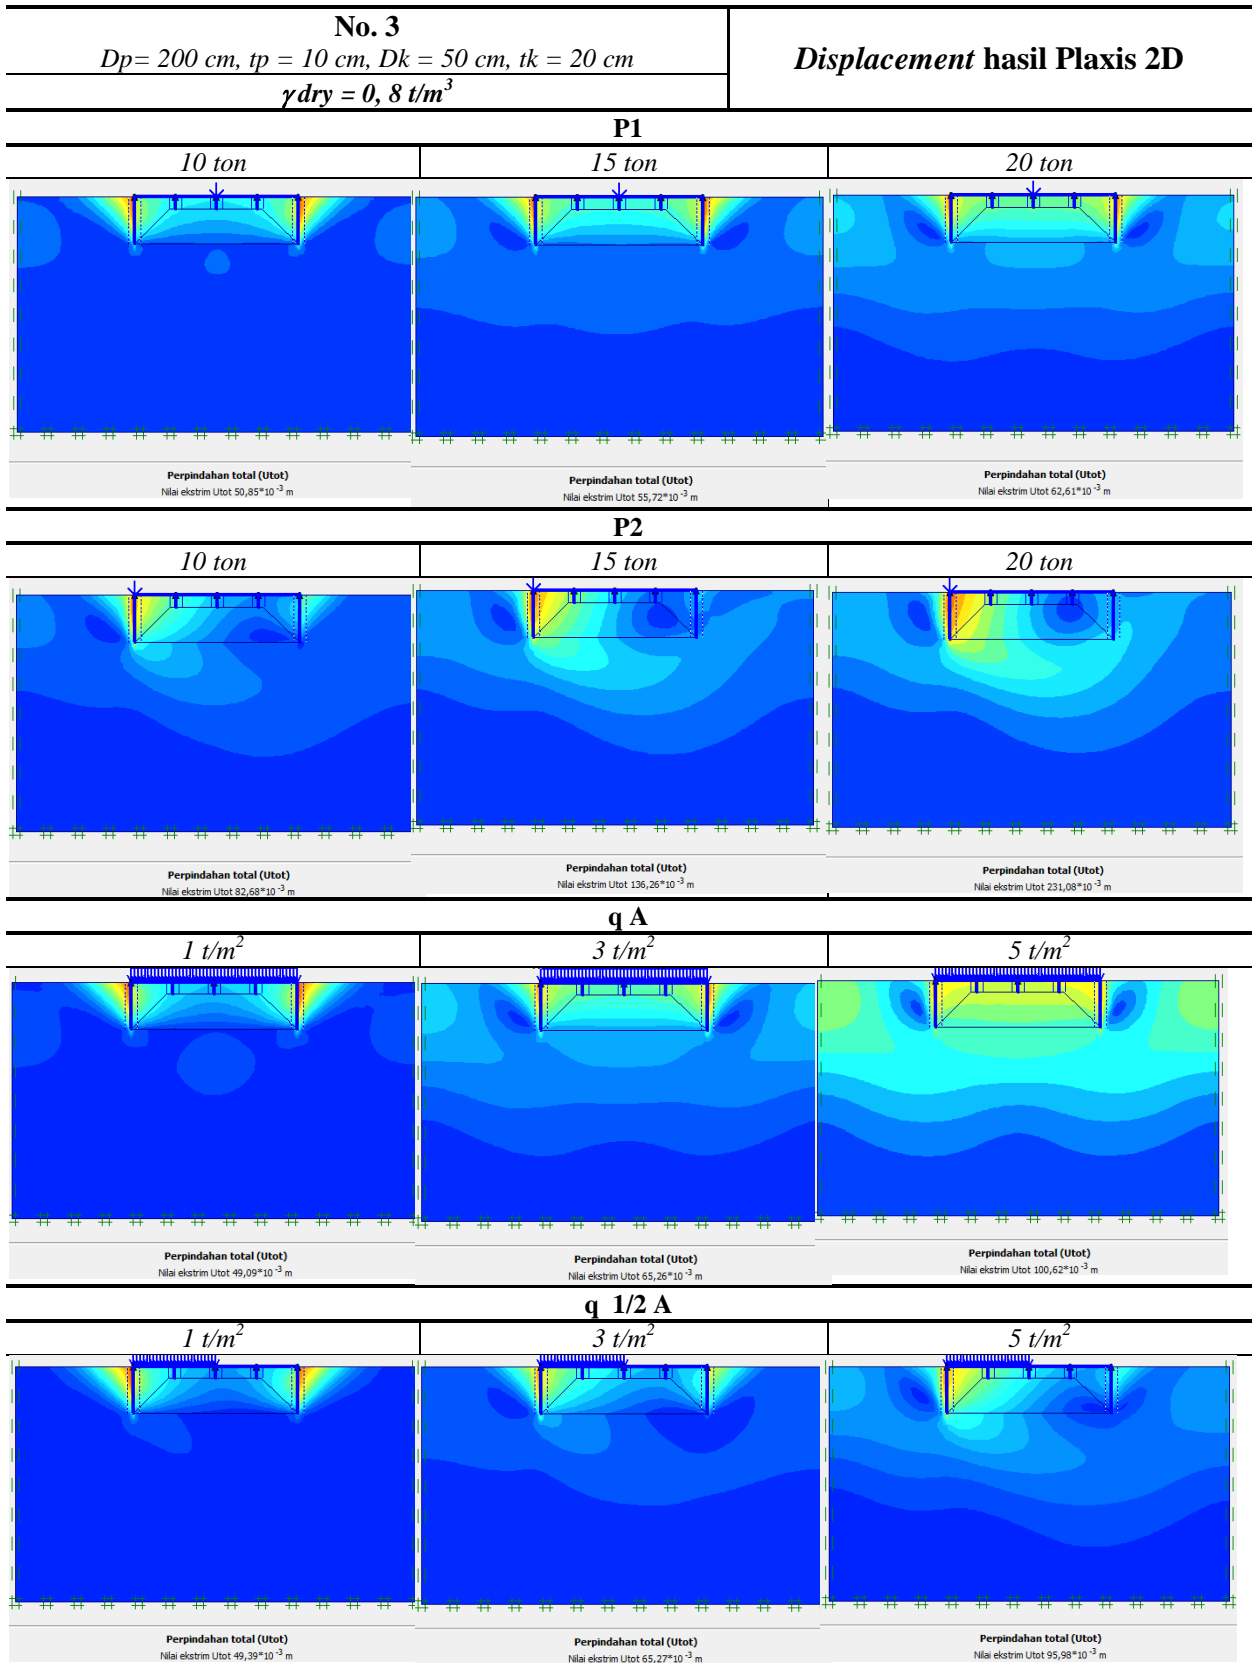 No. 3
Dp= 200 cm, tp = 10 cm, Dk = 50 cm, tk = 20 cm
γ dry = 0, 8 t/m³
Displacement hasil Plaxis 2D
P1
10 ton 15 ton 20 ton
Perpindahan total (Utot)
Nilai ekstrim Utot 50,85*10⁻³ m
Perpindahan total (Utot)
Nilai ekstrim Utot 55,72*10⁻³ m
Perpindahan total (Utot)
Nilai ekstrim Utot 62,61*10⁻³ m
P2
10 ton 15 ton 20 ton
Perpindahan total (Utot)
Nilai ekstrim Utot 82,68*10⁻³ m
Perpindahan total (Utot)
Nilai ekstrim Utot 136,26*10⁻³ m
Perpindahan total (Utot)
Nilai ekstrim Utot 231,08*10⁻³ m
q A
1 t/m² 3 t/m² 5 t/m²
Perpindahan total (Utot)
Nilai ekstrim Utot 49,09*10⁻³ m
Perpindahan total (Utot)
Nilai ekstrim Utot 65,26*10⁻³ m
Perpindahan total (Utot)
Nilai ekstrim Utot 100,62*10⁻³ m
q 1/2 A
1 t/m² 3 t/m² 5 t/m²
Perpindahan total (Utot)
Nilai ekstrim Utot 49,39*10⁻³ m
Perpindahan total (Utot)
Nilai ekstrim Utot 65,27*10⁻³ m
Perpindahan total (Utot)
Nilai ekstrim Utot 95,98*10⁻³ m